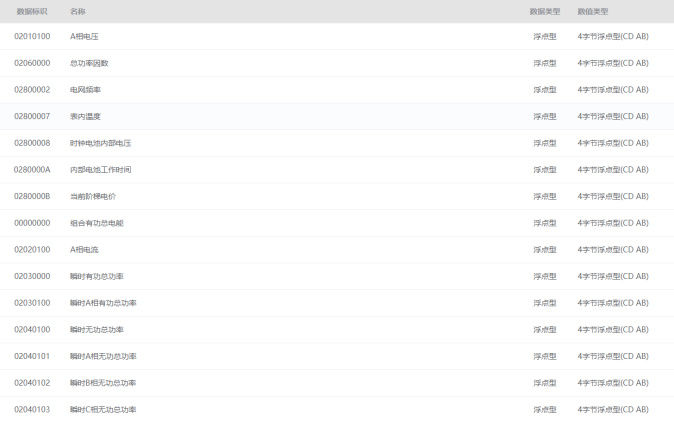 数据标识 名称 数据类型 数值类型
02010100 A相电压 浮点型 4字节浮点型(CD AB)
02060000 总功率因数 浮点型 4字节浮点型(CD AB)
02800002 电网频率 浮点型 4字节浮点型(CD AB)
02800007 表内温度 浮点型 4字节浮点型(CD AB)
02800008 时钟电池内部电压 浮点型 4字节浮点型(CD AB)
0280000A 内部电池工作时间 浮点型 4字节浮点型(CD AB)
0280000B 当前阶梯电价 浮点型 4字节浮点型(CD AB)
00000000 组合有功总电能 浮点型 4字节浮点型(CD AB)
02020100 A相电流 浮点型 4字节浮点型(CD AB)
02030000 瞬时有功总功率 浮点型 4字节浮点型(CD AB)
02030100 瞬时A相有功总功率 浮点型 4字节浮点型(CD AB)
02040100 瞬时无功总功率 浮点型 4字节浮点型(CD AB)
02040101 瞬时A相无功总功率 浮点型 4字节浮点型(CD AB)
02040102 瞬时B相无功总功率 浮点型 4字节浮点型(CD AB)
02040103 瞬时C相无功总功率 浮点型 4字节浮点型(CD AB)